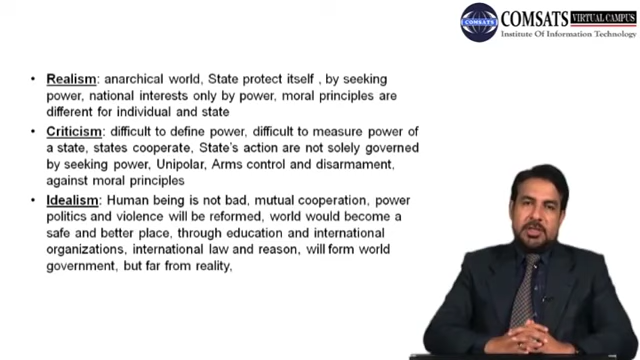 COMSATS VIRTUAL CAMPUS
Institute Of Information Technology
COMSATS
• Realism: anarchical world, State protect itself , by seeking
power, national interests only by power, moral principles are
different for individual and state
• Criticism: difficult to define power, difficult to measure power of
a state, states cooperate, State's action are not solely governed
by seeking power, Unipolar, Arms control and disarmament,
against moral principles
• Idealism: Human being is not bad, mutual cooperation, power
politics and violence will be reformed, world would become a
safe and better place, through education and international
organizations, international law and reason, will form world
government, but far from reality,